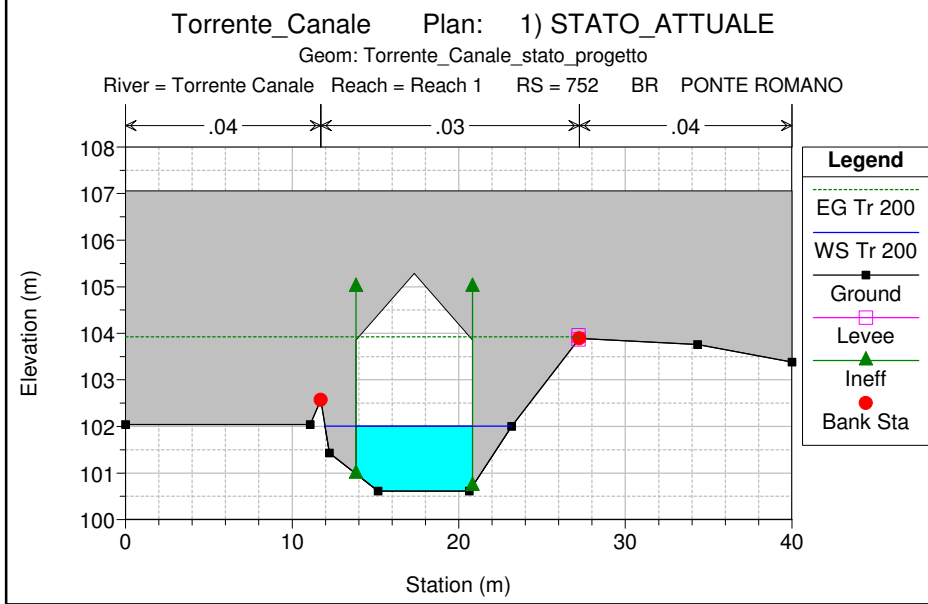 Torrente_Canale Plan: 1) STATO_ATTUALE
Geom: Torrente_Canale_stato_progetto
River = Torrente Canale Reach = Reach 1 RS = 752 BR PONTE ROMANO
.04 .03 .04
108
107
106
105
104
103
102
101
100
Elevation (m)
0 10 20 30 40
Station (m)
Legend
EG Tr 200
WS Tr 200
Ground
Levee
Ineff
Bank Sta